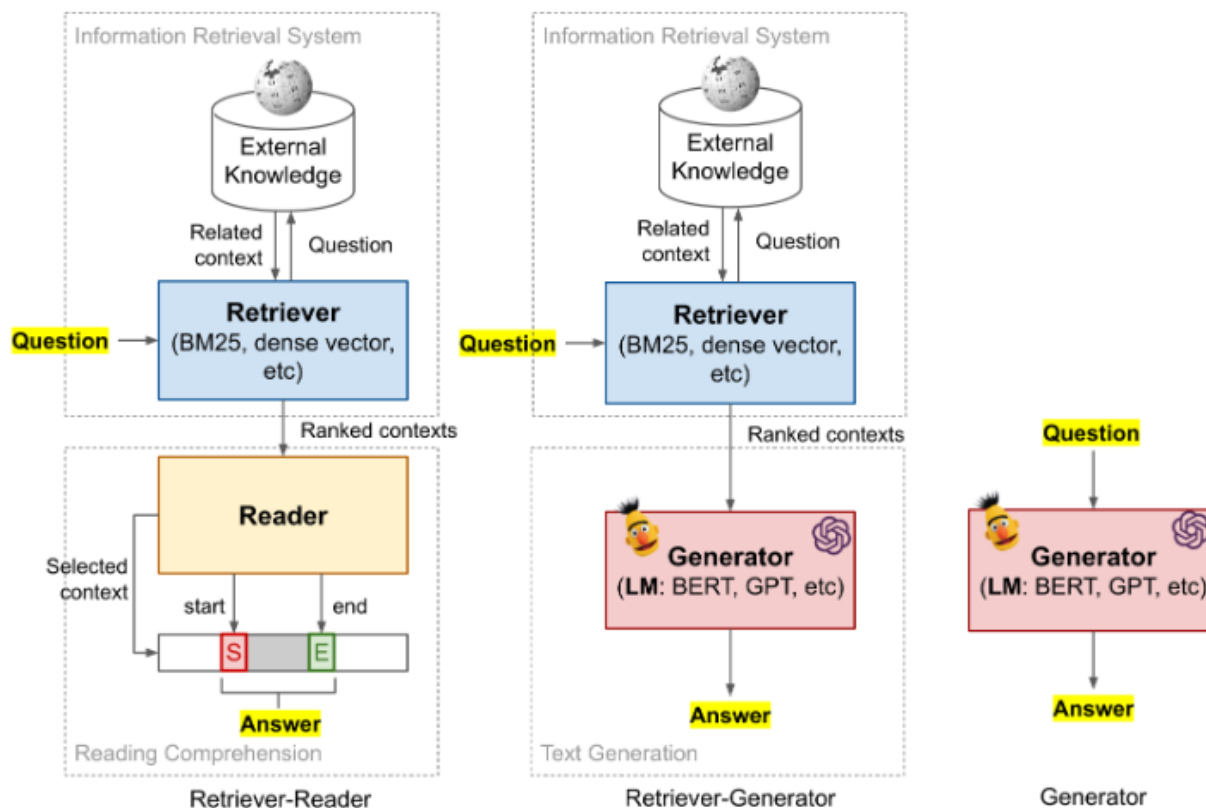 Information Retrieval System
External
Knowledge
Related
context
Question
Retriever
(BM25, dense vector,
etc)
Question
Ranked contexts
Reader
Selected
context
start
end
S
E
Answer
Reading Comprehension
Retriever-Reader
Information Retrieval System
External
Knowledge
Related
context
Question
Retriever
(BM25, dense vector,
etc)
Question
Ranked contexts
Generator
(LM: BERT, GPT, etc)
Answer
Text Generation
Retriever-Generator
Question
Generator
(LM: BERT, GPT, etc)
Answer
Generator